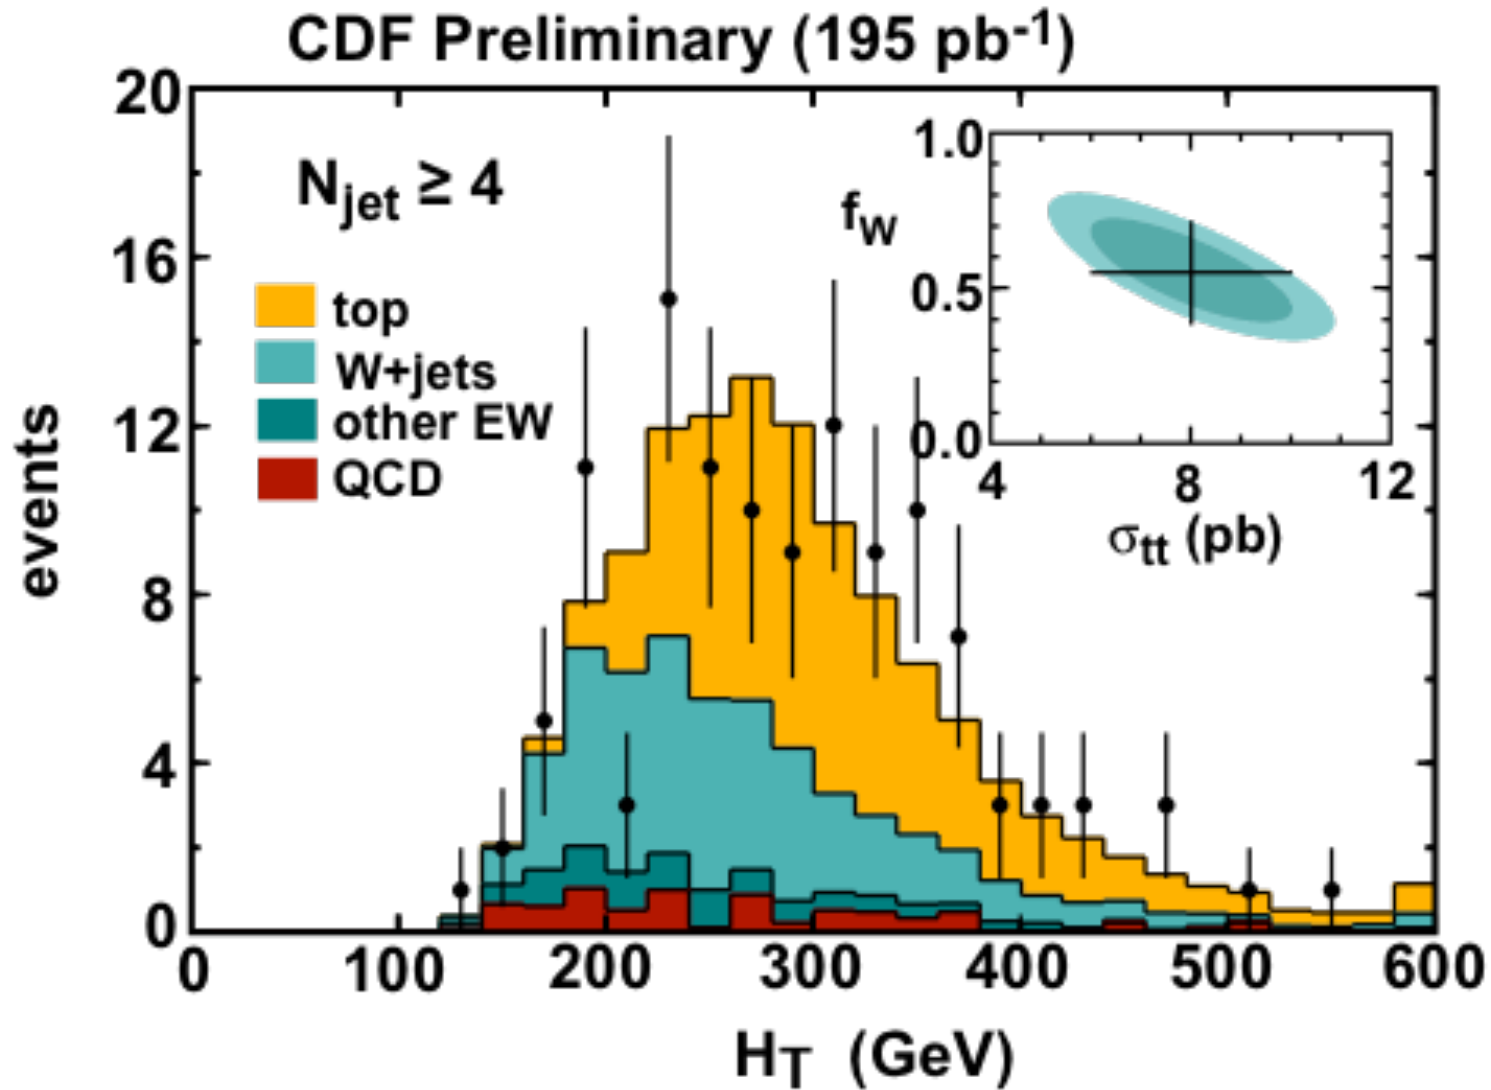 CDF Preliminary (195 pb-1)
20
16
12
8
4
0
events
Njet ≥ 4
top
W+jets
other EW
QCD
1.0
fW
0.5
0.0
4 8 12
σtt (pb)
0 100 200 300 400 500 600
HT (GeV)